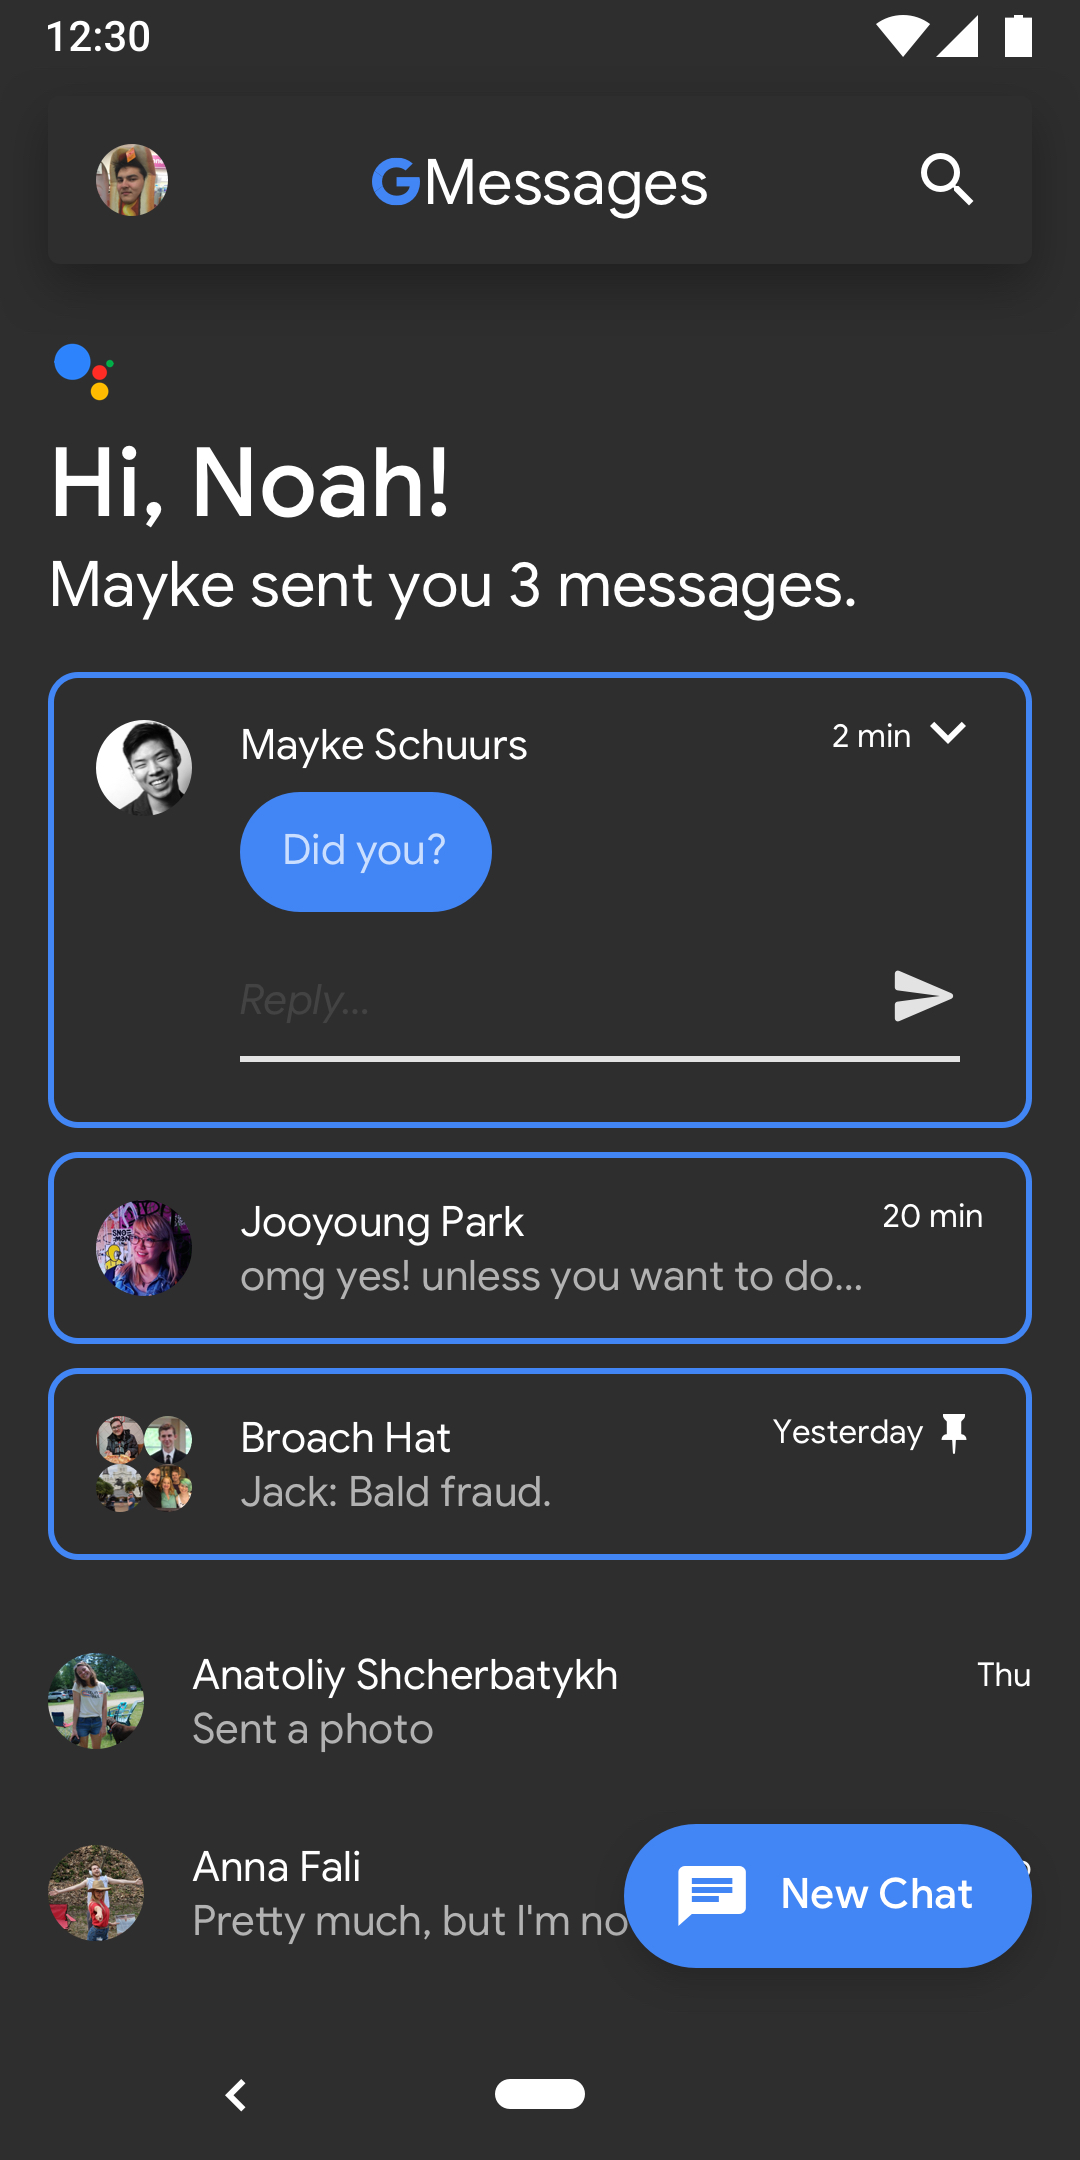 12:30
GMessages
Hi, Noah!
Mayke sent you 3 messages.
Mayke Schuurs
2 min
Did you?
Reply...
Jooyoung Park
20 min
omg yes! unless you want to do...
Broach Hat
Yesterday
Jack: Bald fraud.
Anatoliy Shcherbatykh
Thu
Sent a photo
Anna Fali
Pretty much, but I'm no
New Chat